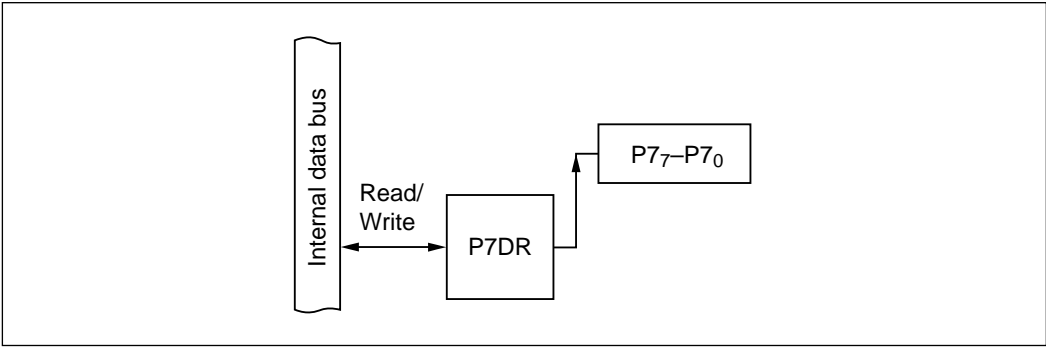 Internal data bus
Read/
Write
P7DR
P7₇–P7₀